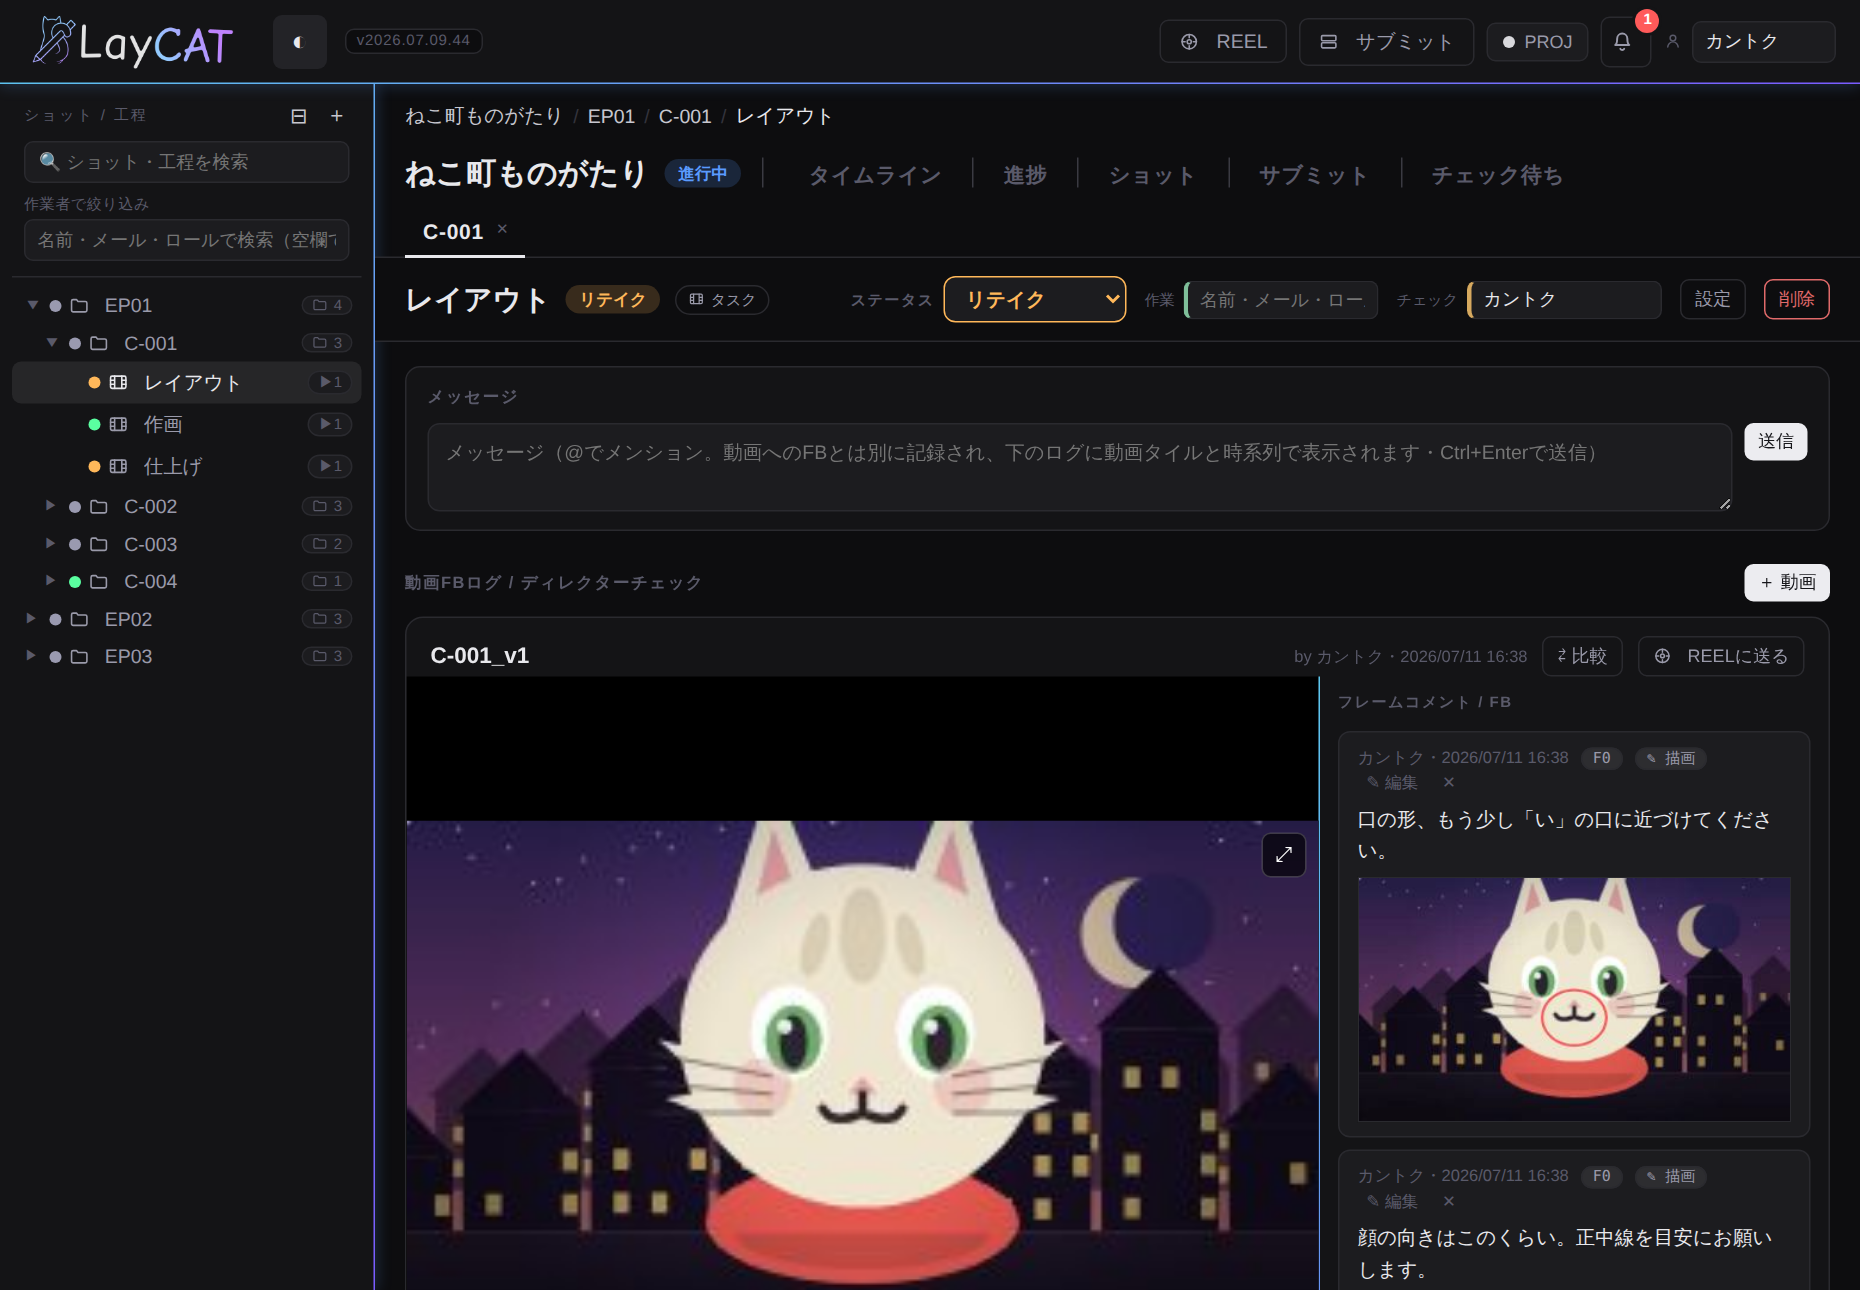 LayCAT
v2026.07.09.44
REEL
サブミット
PROJ
1
カントク
ショット / 工程
ショット・工程を検索
作業者で絞り込み
名前・メール・ロールで検索（空欄で
EP01 4
C-001 3
レイアウト 1
作画 1
仕上げ 1
C-002 3
C-003 2
C-004 1
EP02 3
EP03 3
ねこ町ものがたり / EP01 / C-001 / レイアウト
ねこ町ものがたり 進行中 タイムライン 進捗 ショット サブミット チェック待ち
C-001 ×
レイアウト リテイク タスク ステータス リテイク 作業 名前・メール・ロー チェック カントク 設定 削除
メッセージ
メッセージ（@でメンション。動画へのFBとは別に記録され、下のログに動画タイルと時系列で表示されます・Ctrl+Enterで送信）
送信
動画FBログ / ディレクターチェック
+ 動画
C-001_v1
by カントク・2026/07/11 16:38
比較
REELに送る
フレームコメント / FB
カントク・2026/07/11 16:38 F0 ✎ 描画
✎ 編集 ×
口の形、もう少し「い」の口に近づけてくださ
い。
カントク・2026/07/11 16:38 F0 ✎ 描画
✎ 編集 ×
顔の向きはこのくらい。正中線を目安にお願い
します。